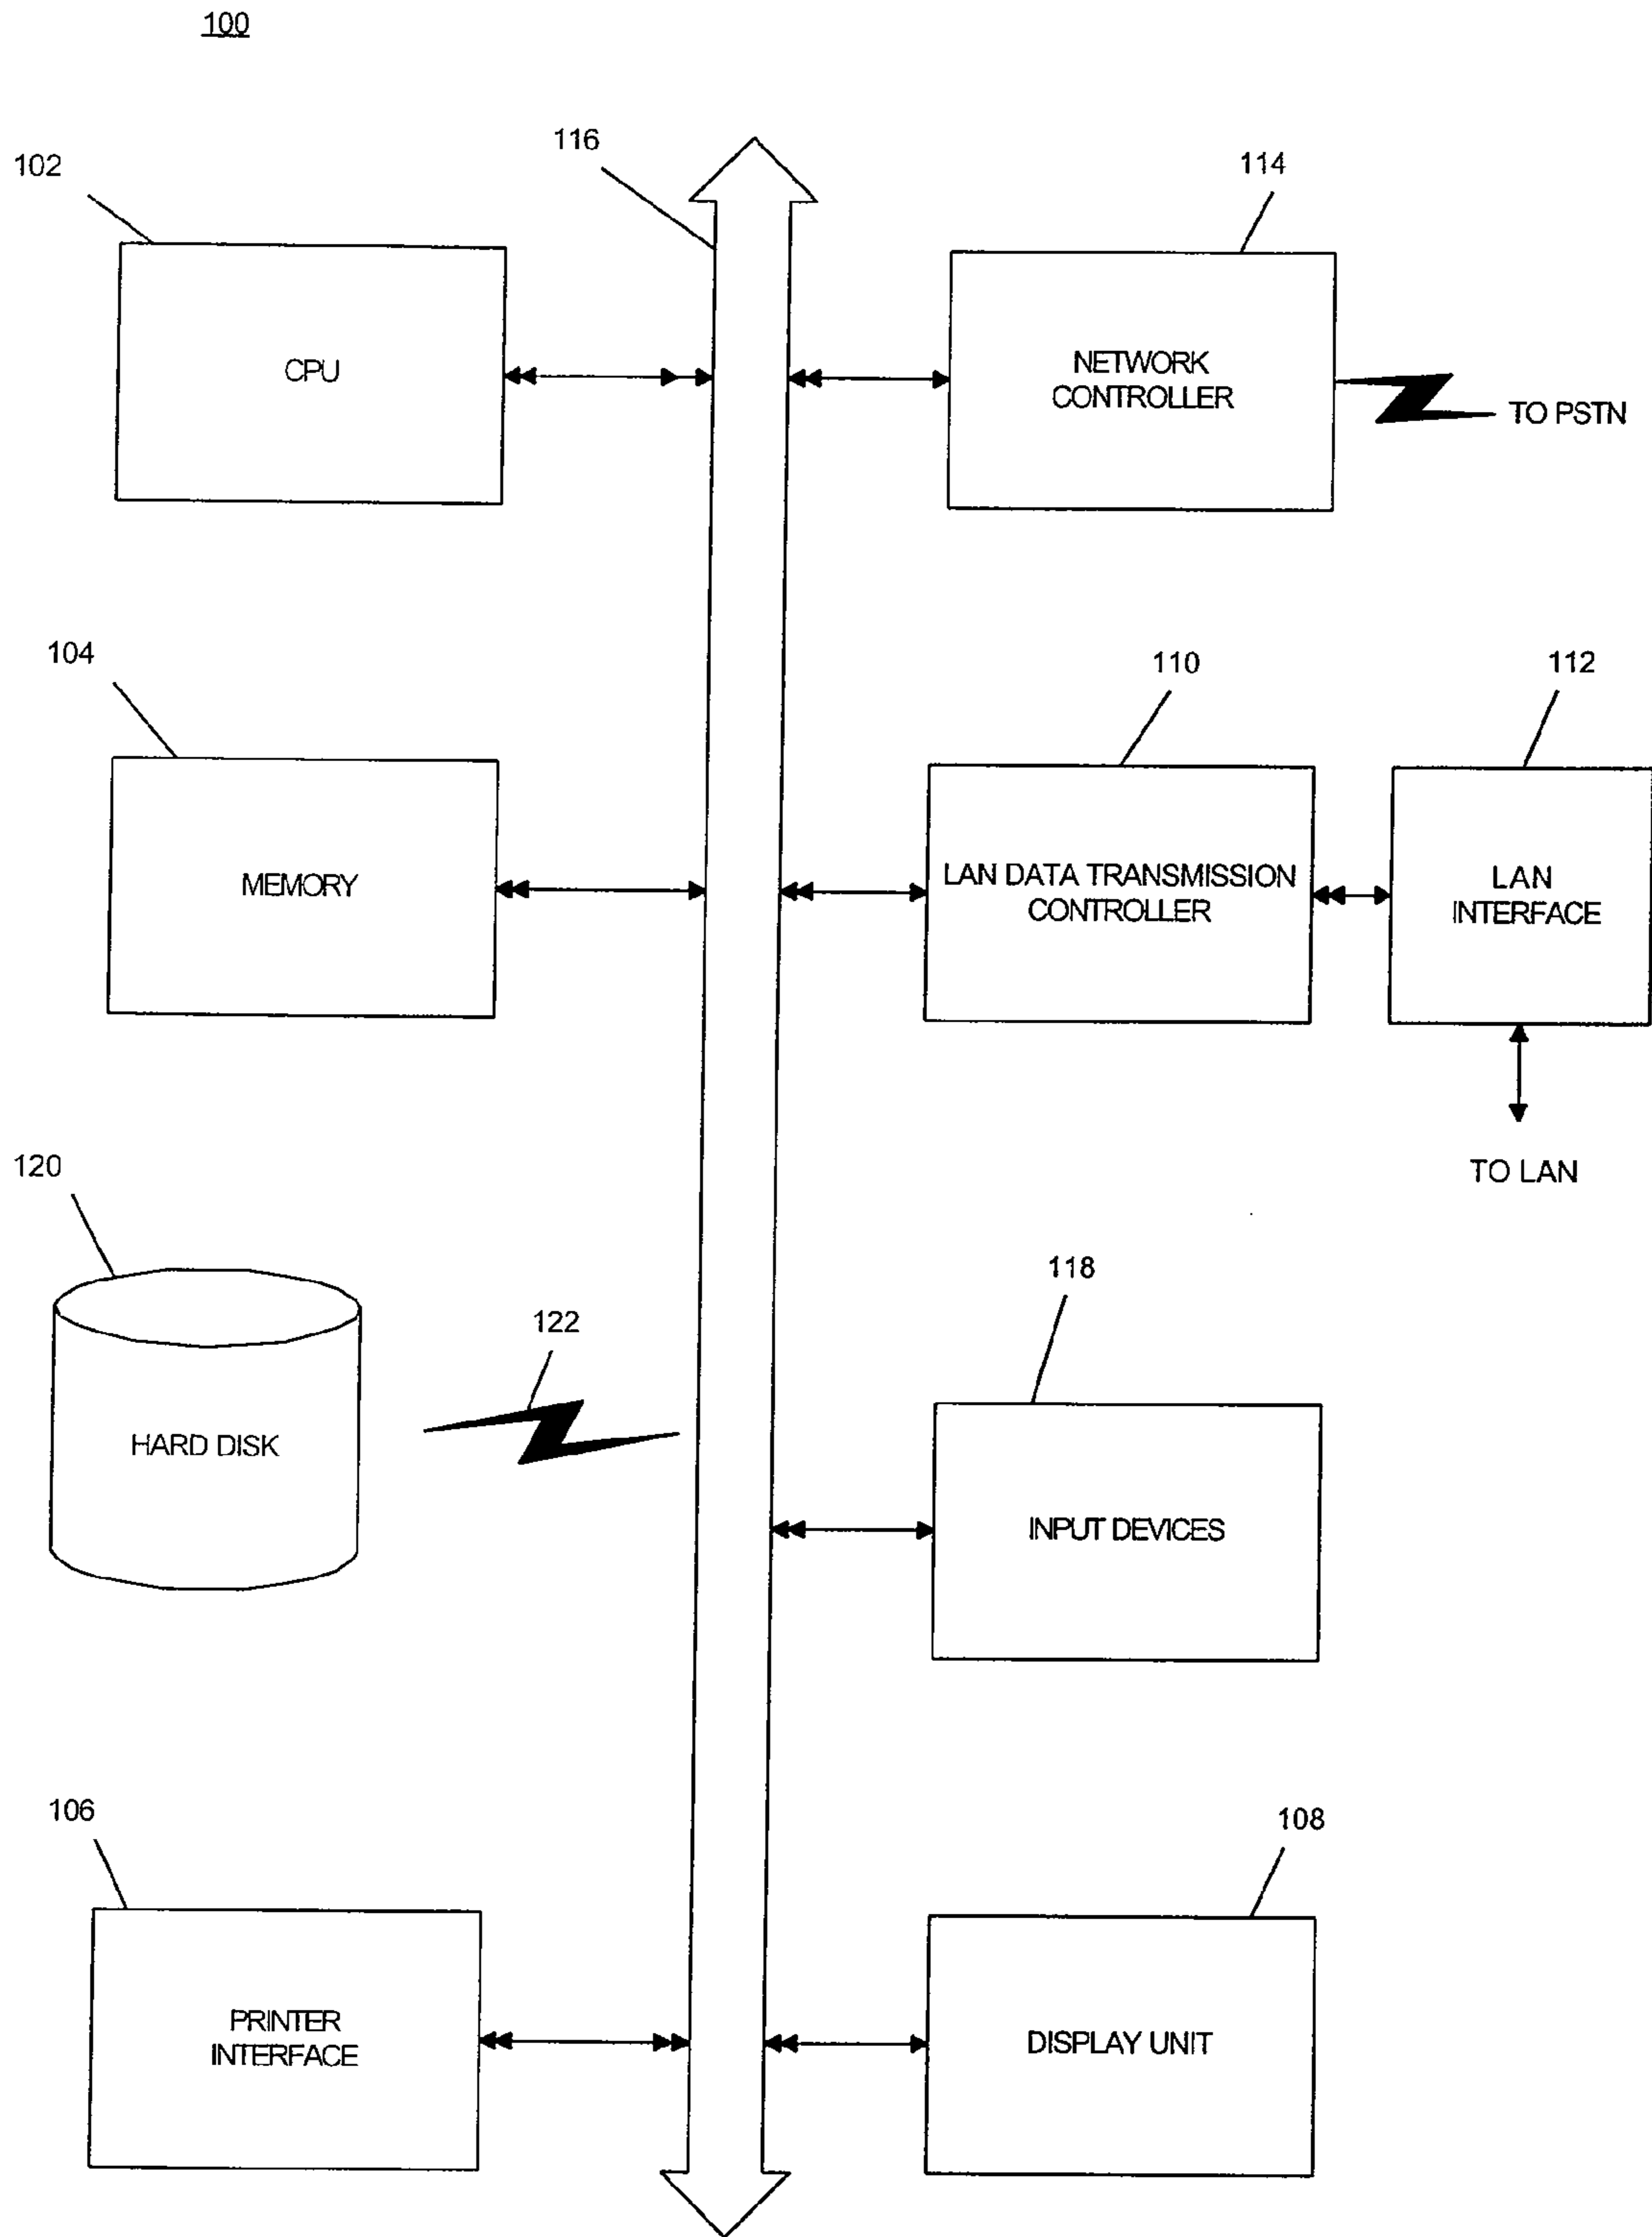 100
116
102
114
CPU
NETWORK
CONTROLLER
TO PSTN
104
110
112
MEMORY
LAN DATA TRANSMISSION
CONTROLLER
LAN
INTERFACE
TO LAN
120
118
122
HARD DISK
INPUT DEVICES
106
108
PRINTER
INTERFACE
DISPLAY UNIT